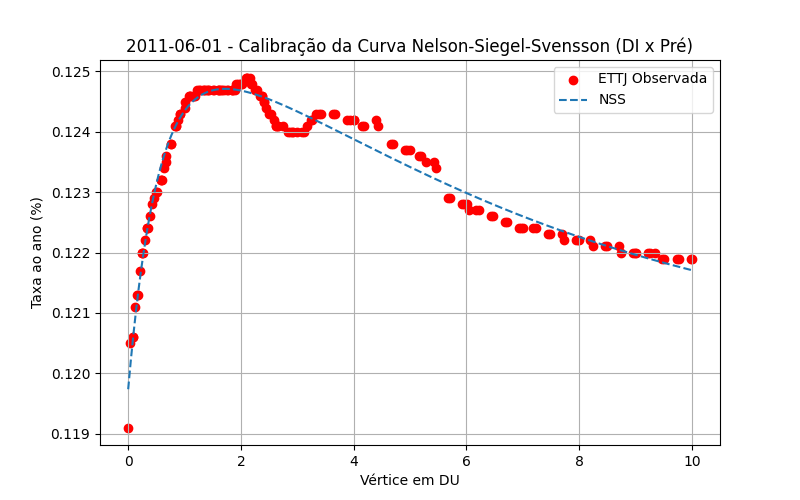 2011-06-01 - Calibração da Curva Nelson-Siegel-Svensson (DI x Pré)
ETTJ Observada
NSS
Taxa ao ano (%)
0.125
0.124
0.123
0.122
0.121
0.120
0.119
0 2 4 6 8 10
Vértice em DU